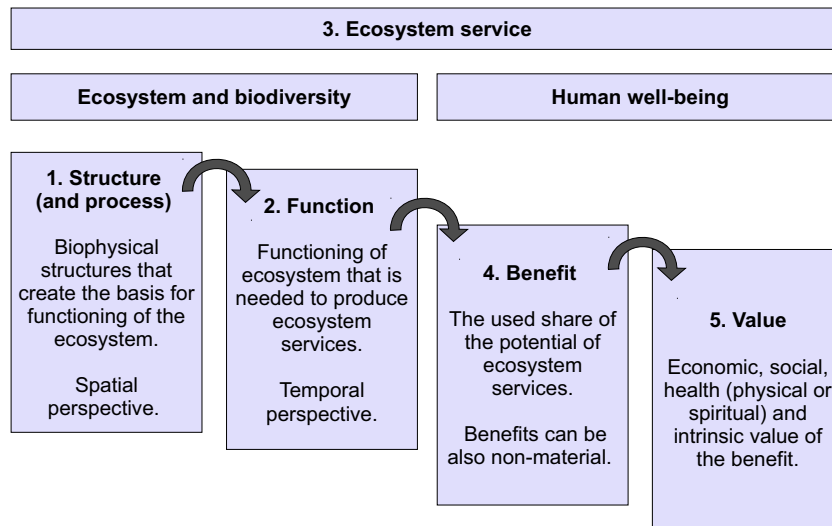 3. Ecosystem service
Ecosystem and biodiversity
Human well-being
1. Structure
(and process)
Biophysical
structures that
create the basis for
functioning of the
ecosystem.
Spatial
perspective.
2. Function
Functioning of
ecosystem that is
needed to produce
ecosystem
services.
Temporal
perspective.
4. Benefit
The used share of
the potential of
ecosystem
services.
Benefits can be
also non-material.
5. Value
Economic, social,
health (physical or
spiritual) and
intrinsic value of
the benefit.